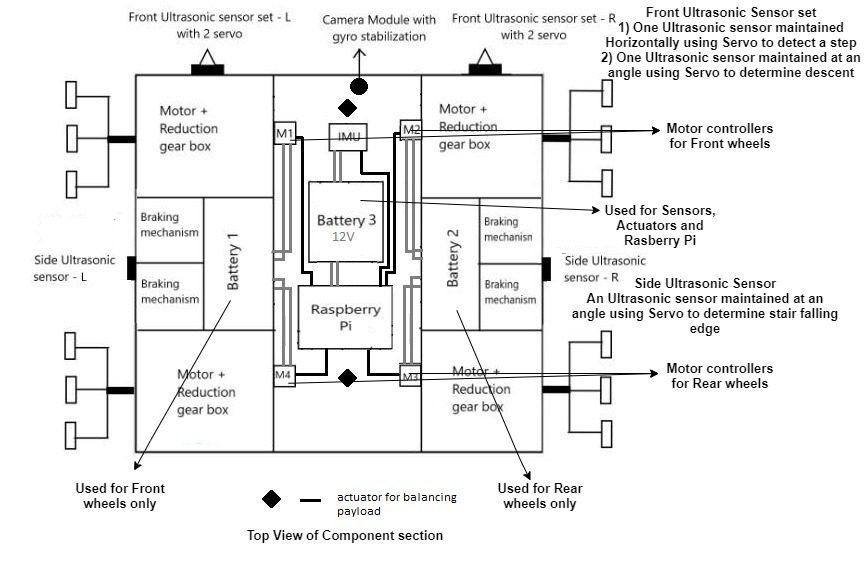 Front Ultrasonic sensor set - L
with 2 servo
Camera Module with
gyro stabilization
Front Ultrasonic sensor set - R
with 2 servo
Front Ultrasonic Sensor set
1) One Ultrasonic sensor maintained
Horizontally using Servo to detect a step
2) One Ultrasonic sensor maintained at an
angle using Servo to determine descent
Motor +
Reduction
gear box
M1
IMU
M2
Motor +
Reduction
gear box
Motor controllers
for Front wheels
Braking
mechanism
Battery 1
Battery 3
12V
Battery 2
Braking
mechanism
Used for Sensors,
Actuators and
Rasberry Pi
Side Ultrasonic
sensor - L
Braking
mechanism
Braking
mechanism
Side Ultrasonic
sensor - R
Side Ultrasonic Sensor
An Ultrasonic sensor maintained at an
angle using Servo to determine stair falling
edge
Raspberry
Pi
Motor +
Reduction
gear box
M4
M3
Motor +
Reduction
gear box
Motor controllers
for Rear wheels
Used for Front
wheels only
actuator for balancing
payload
Used for Rear
wheels only
Top View of Component section